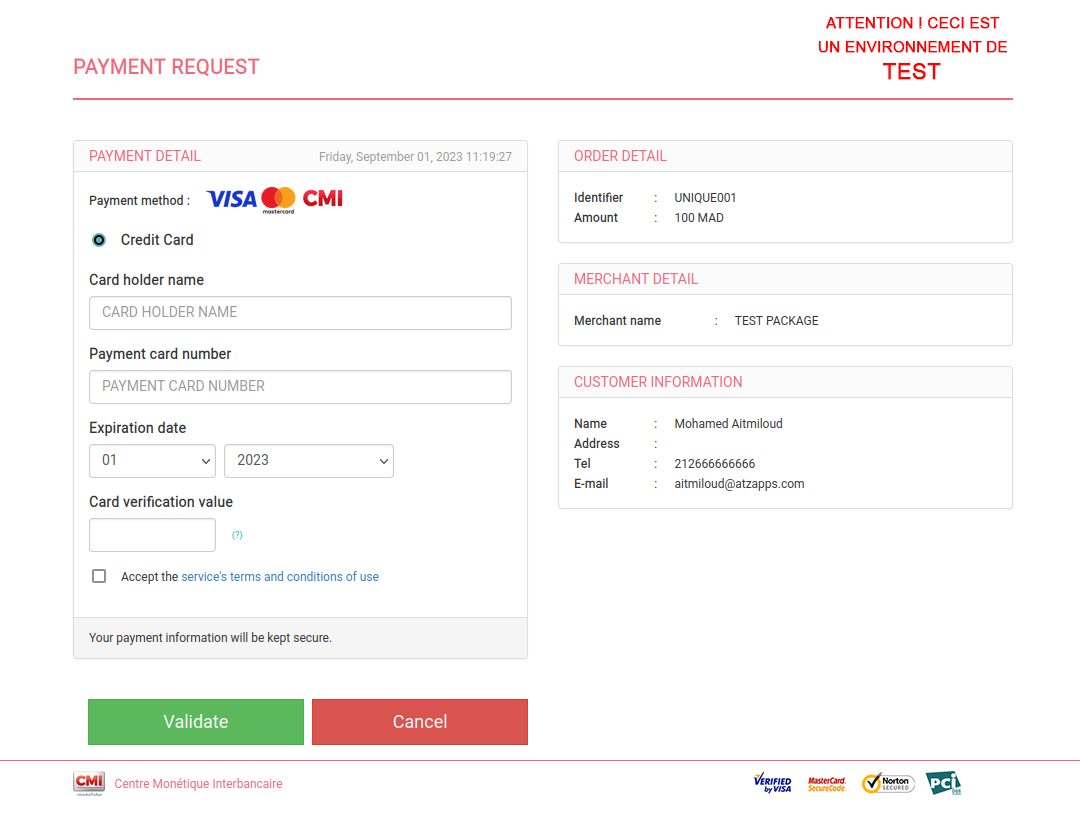 ATTENTION ! CECI EST
UN ENVIRONNEMENT DE
TEST
PAYMENT REQUEST
PAYMENT DETAIL
Friday, September 01, 2023 11:19:27
Payment method :
VISA
mastercard
CMI
Credit Card
Card holder name
CARD HOLDER NAME
Payment card number
PAYMENT CARD NUMBER
Expiration date
01
2023
Card verification value
(?)
Accept the service's terms and conditions of use
Your payment information will be kept secure.
Validate
Cancel
ORDER DETAIL
Identifier : UNIQUE001
Amount : 100 MAD
MERCHANT DETAIL
Merchant name : TEST PACKAGE
CUSTOMER INFORMATION
Name : Mohamed Aitmiloud
Address :
Tel : 212666666666
E-mail : aitmiloud@atzapps.com
CMI
Centre Monétique Interbancaire
VERIFIED
by VISA
MasterCard.
SecureCode.
Norton
SECURED
PCI